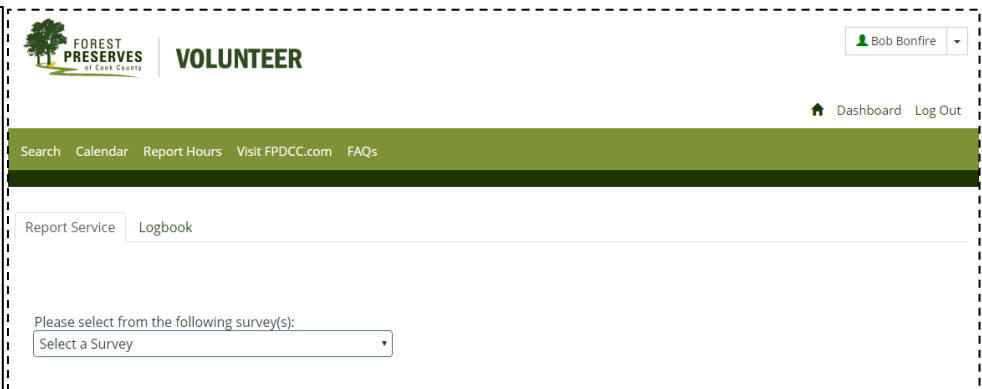 FOREST
PRESERVES
of Cook County
VOLUNTEER
Bob Bonfire
Dashboard Log Out
Search Calendar Report Hours Visit FPDCC.com FAQs
Report Service Logbook
Please select from the following survey(s):
Select a Survey